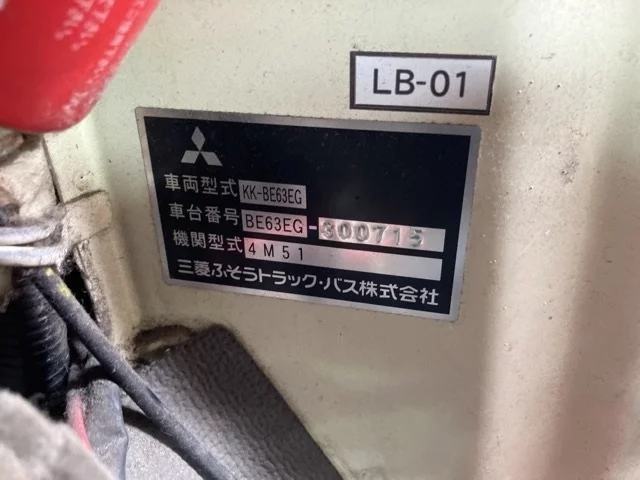 LB-01
車両型式 KK-BE63EG
車台番号 BE63EG-300715
機関型式 4M51
三菱ふそうトラック・バス株式会社